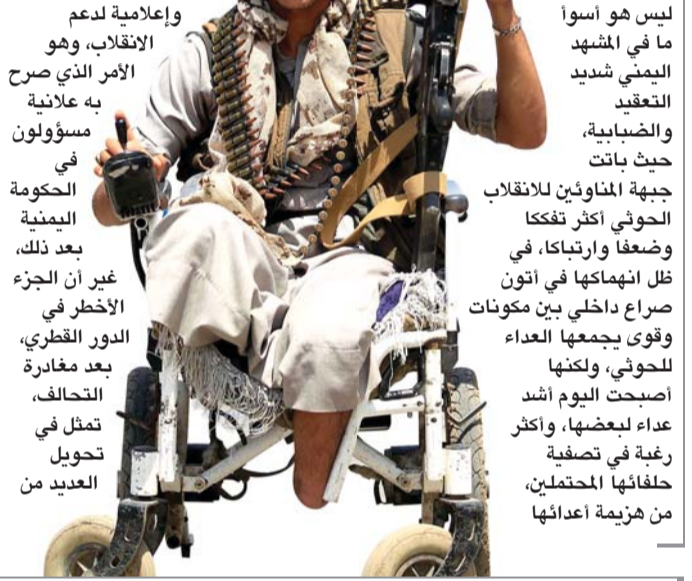 ليس هو أسوأ
ما في المشهد
اليمني شديد
التعقيد
والضبابية،
حيث باتت
جبهة المناوئين للانقلاب
الحوثي أكثر تفككا
وضعفا وارتباكا، في
ظل انهماكها في أتون
صراع داخلي بين مكونات
وقوى يجمعها العداء
للحوثي، ولكنها
أصبحت اليوم أشد
عداء لبعضها، وأكثر
رغبة في تصفية
حلفائها المحتملين،
من هزيمة أعدائها
وإعلامية لدعم
الانقلاب، وهو
الأمر الذي صرح
به علانية
مسؤولون
في
الحكومة
اليمنية
بعد ذلك،
غير أن الجزء
الأخطر في
الدور القطري،
بعد مغادرة
التحالف،
تمثل في
تحويل
العديد من